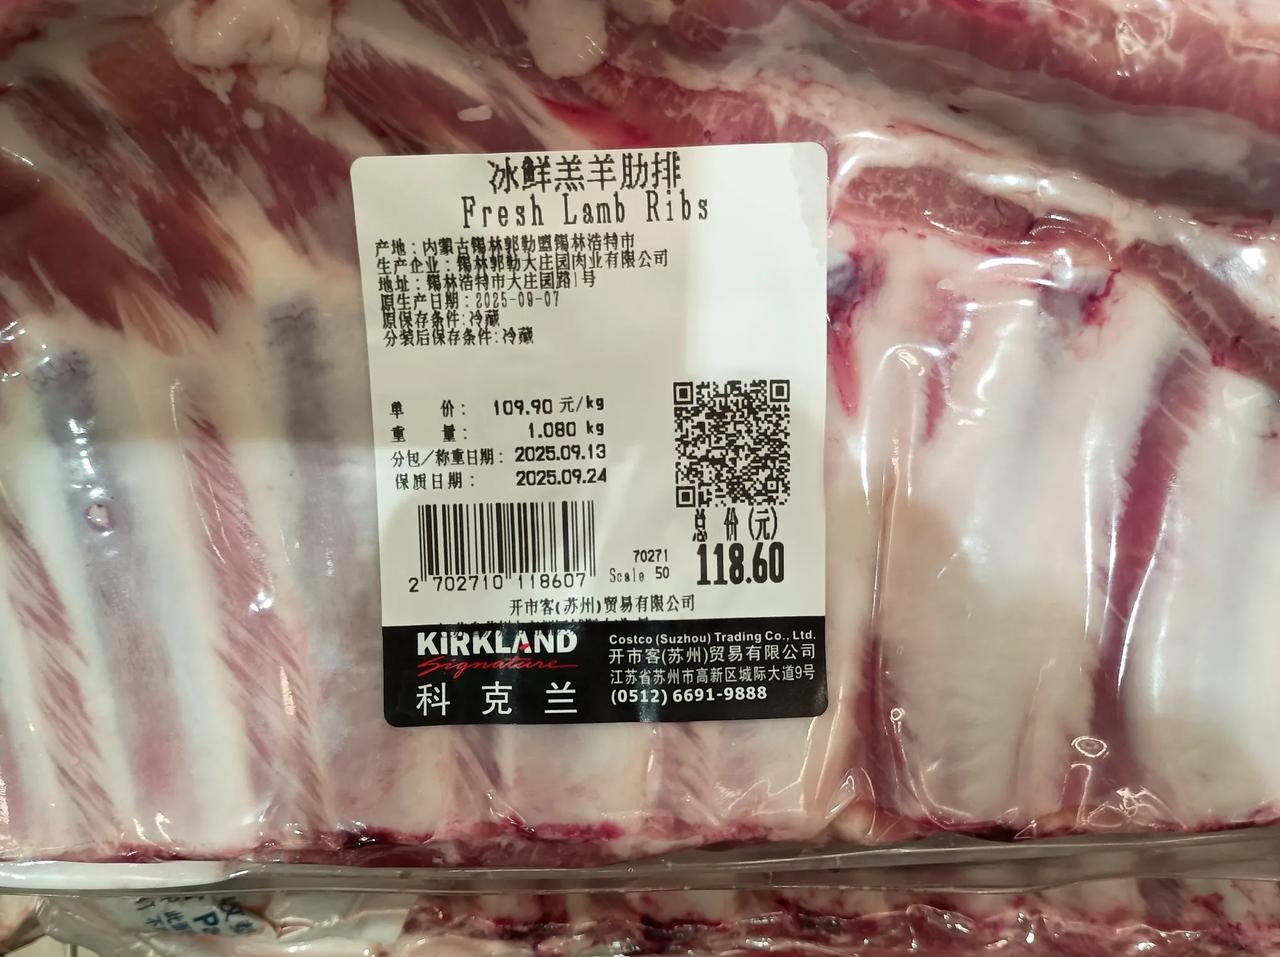 冰鲜羔羊肋排
Fresh Lamb Ribs
产地：内蒙古锡林郭勒盟锡林浩特市
生产企业：锡林郭勒大庄园肉业有限公司
地址：锡林浩特市大庄园路1号
原生产日期：2025-09-07
原保存条件：冷藏
分装后保存条件：冷藏
单 价： 109.90 元/kg
重 量： 1.080 kg
分包/称重日期： 2025.09.13
保质日期： 2025.09.24
总 价(元)
118.60
70271
Scale 50
2 702710 118607
开市客(苏州)贸易有限公司
KIRKLAND
Signature
科克兰
Costco (Suzhou) Trading Co., Ltd.
开市客(苏州)贸易有限公司
江苏省苏州市高新区城际大道9号
(0512) 6691-9888